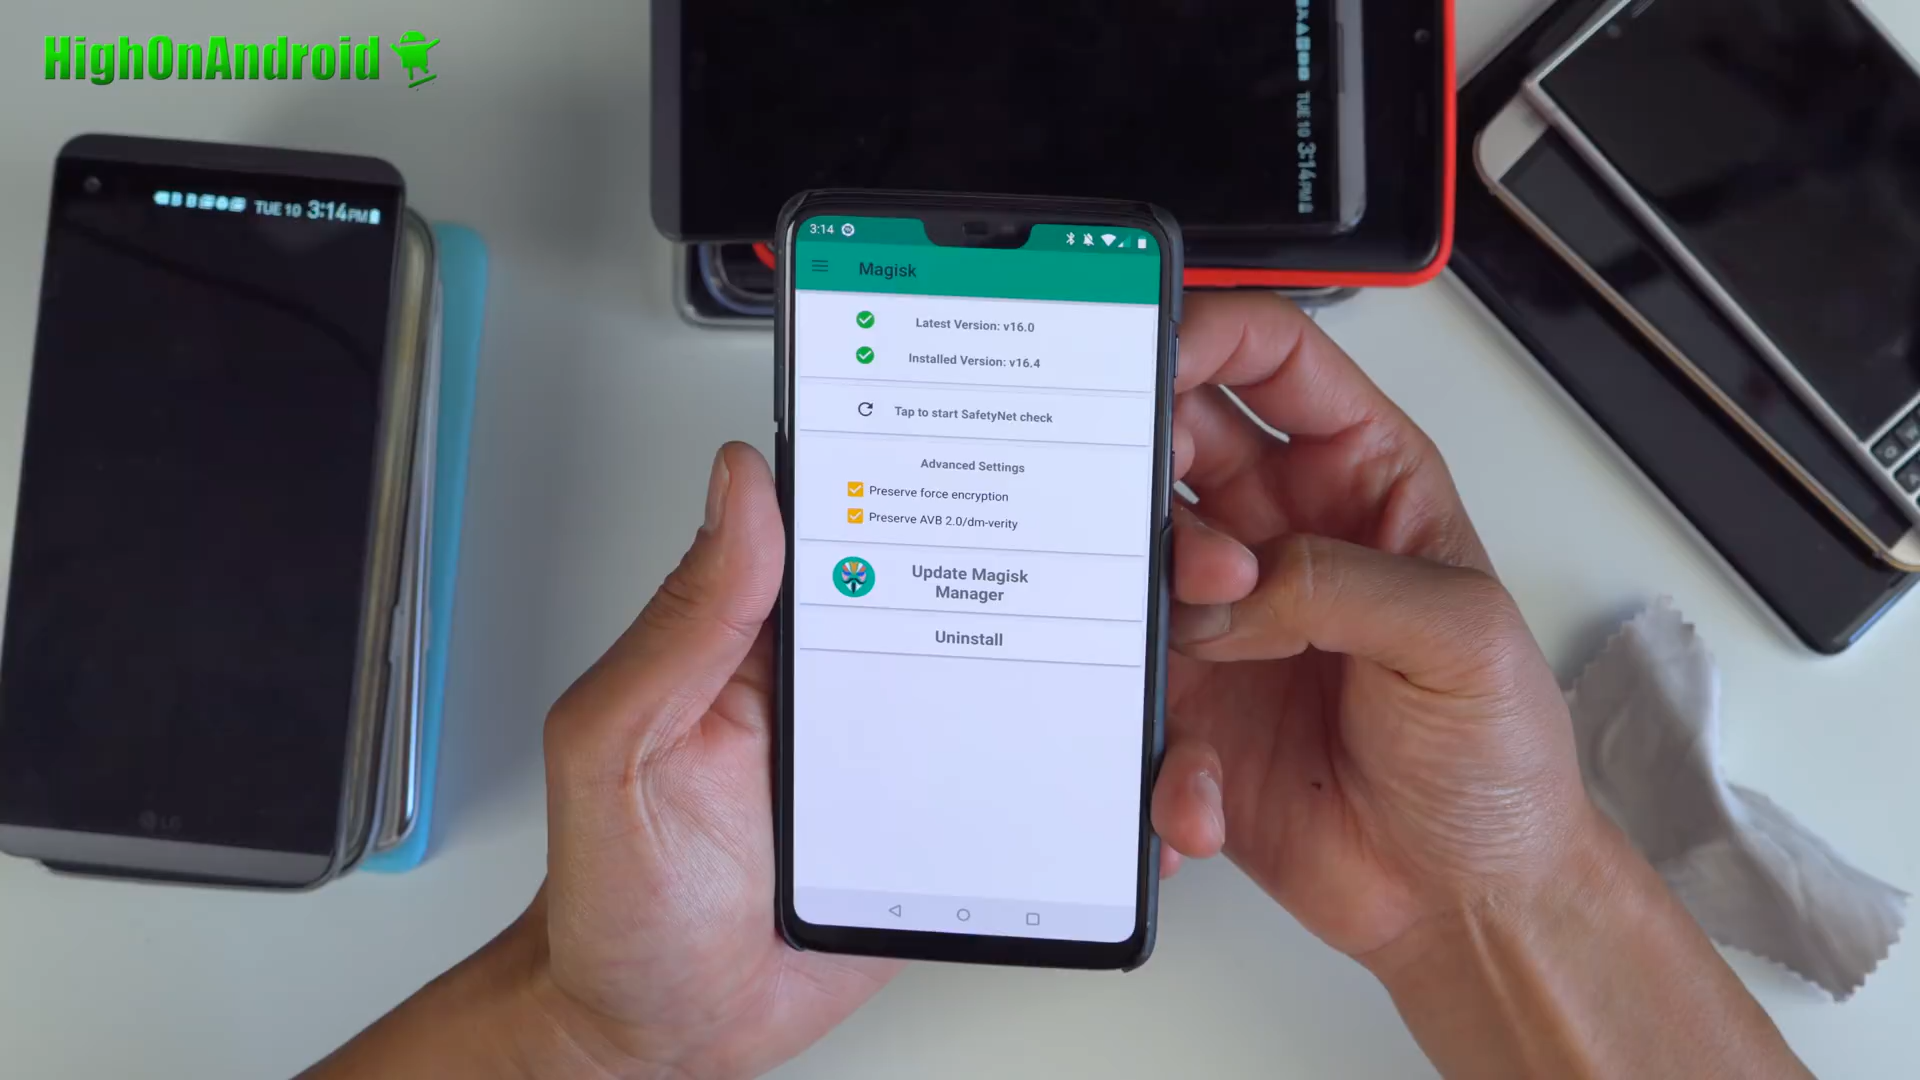 HighOnAndroid
TUE 10 3:14PM
TUE 10 3:14PM
3:14
Magisk
Latest Version: v16.0
Installed Version: v16.4
Tap to start SafetyNet check
Advanced Settings
Preserve force encryption
Preserve AVB 2.0/dm-verity
Update Magisk
Manager
Uninstall
LG
Q
W
A